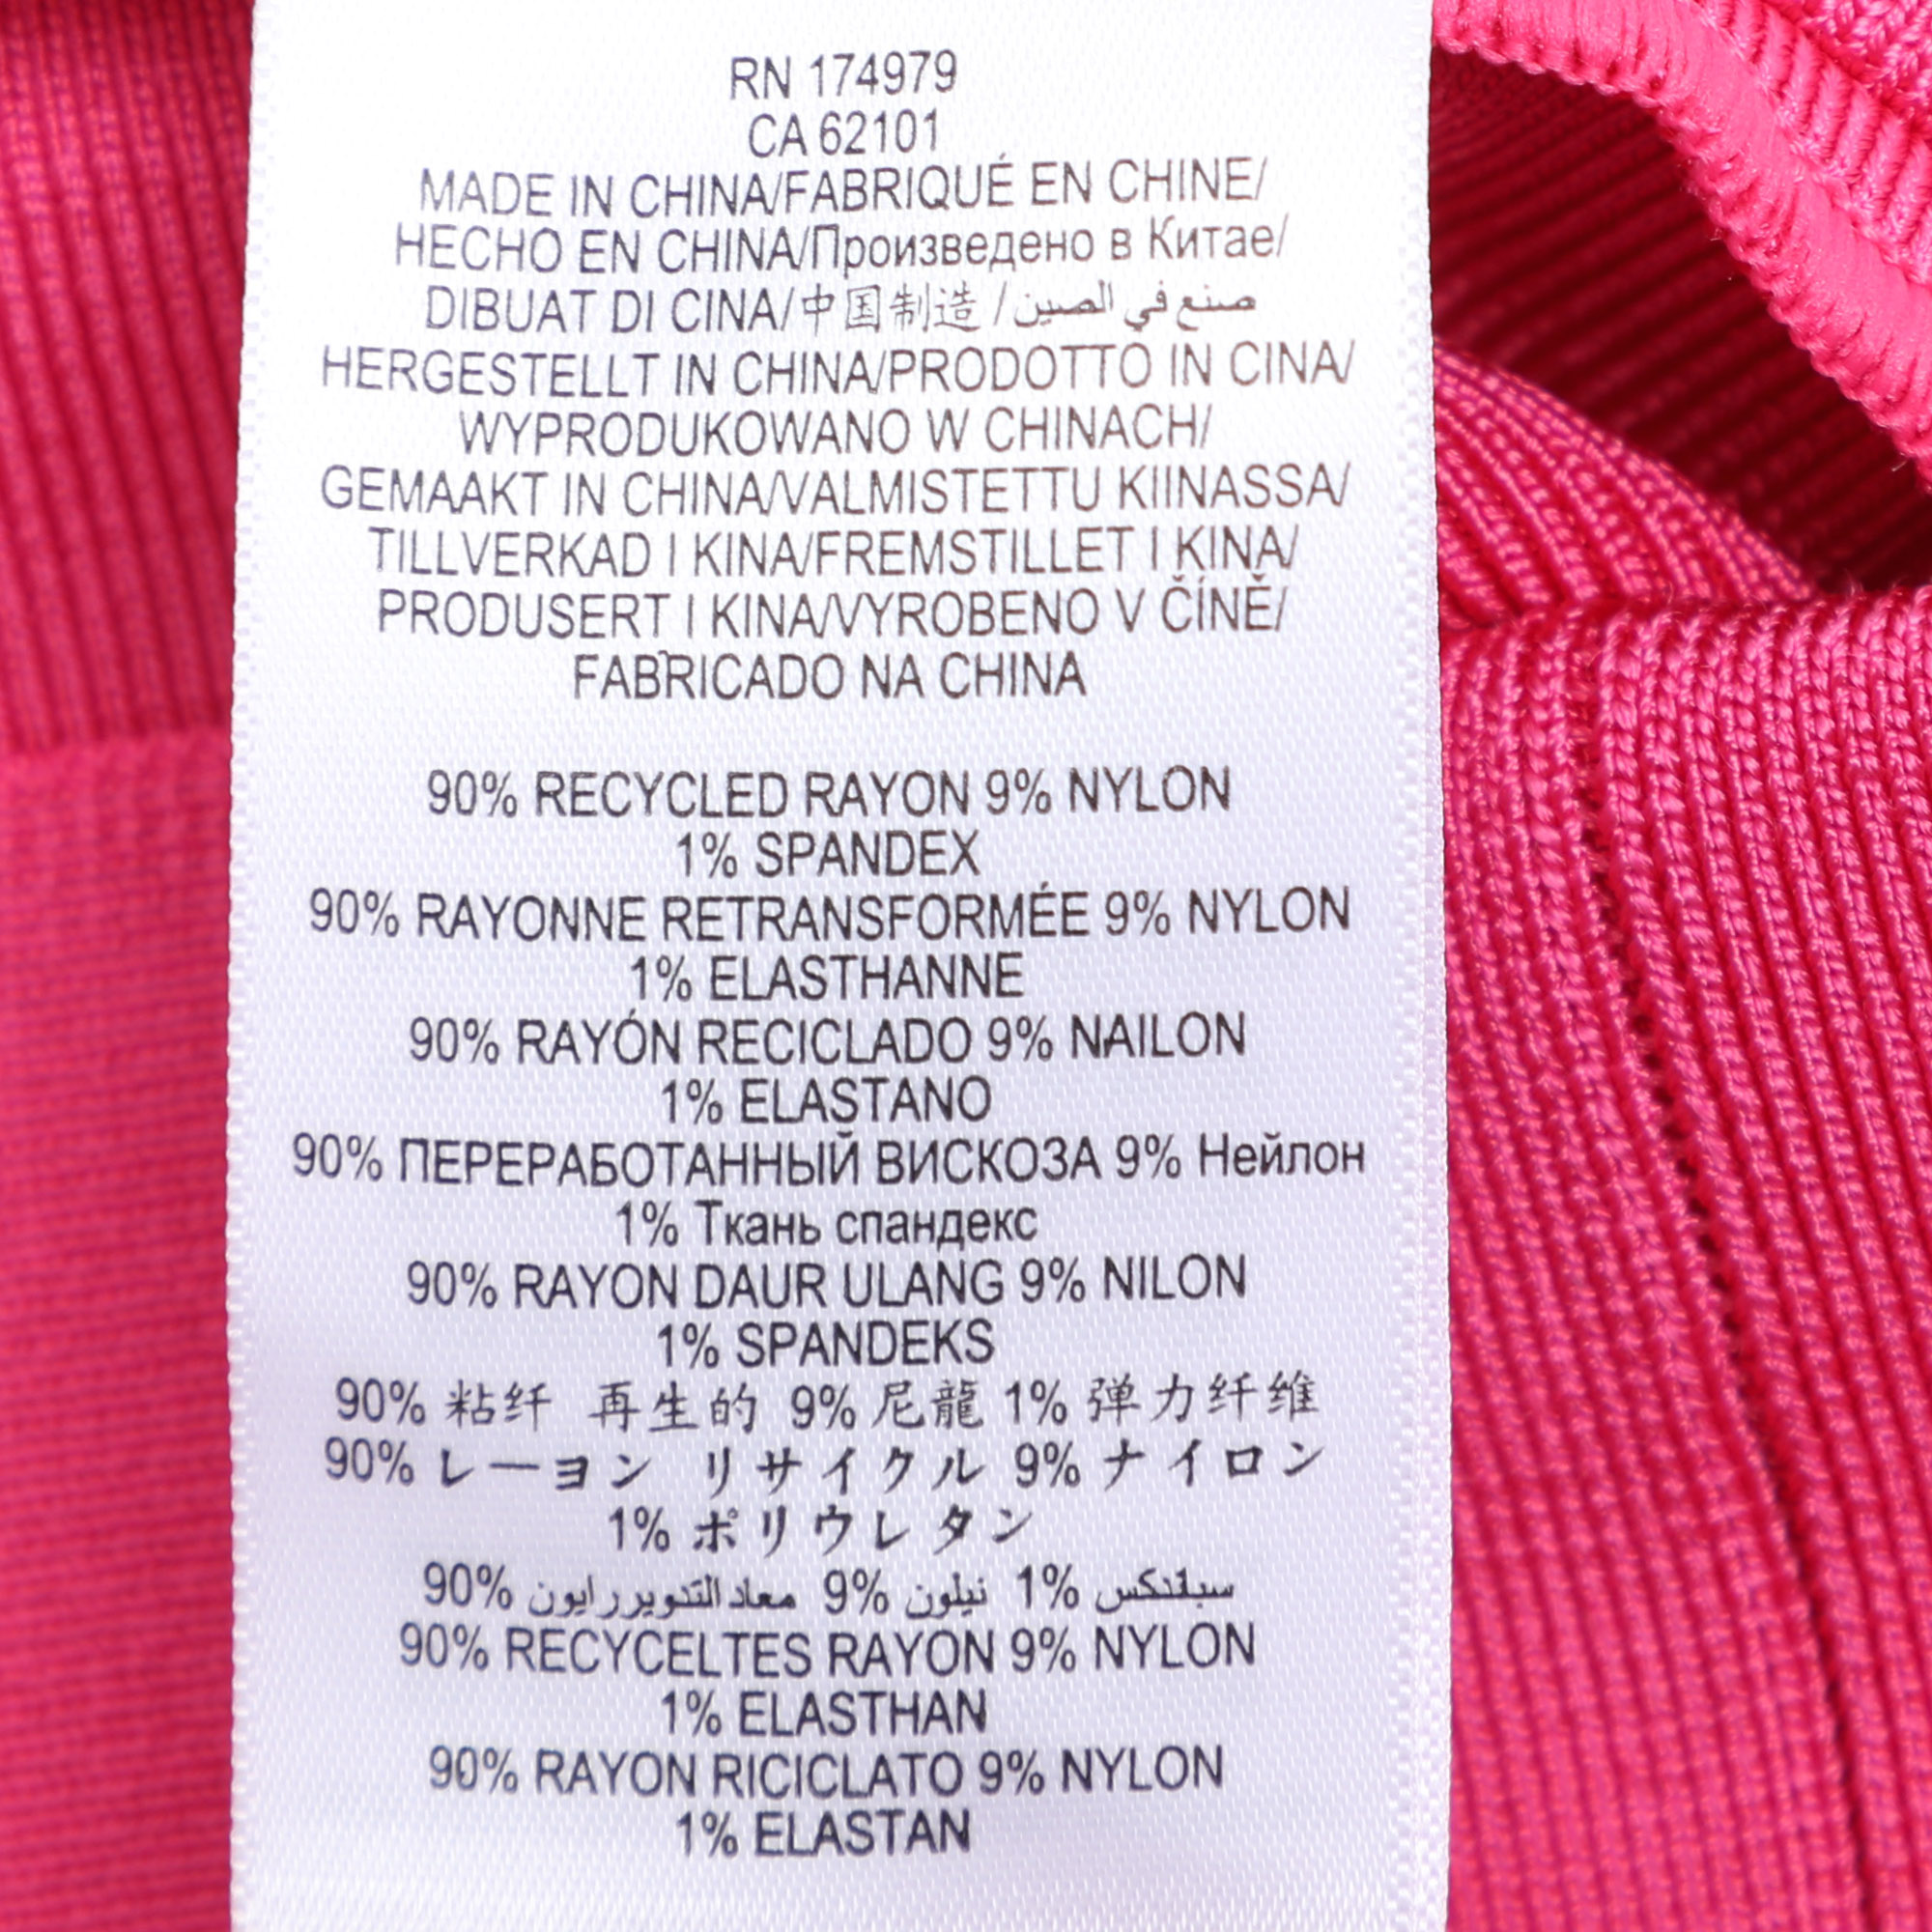 RN 174979
CA 62101
MADE IN CHINA/FABRIQUÉ EN CHINE/
HECHO EN CHINA/Произведено в Китае/
DIBUAT DI CINA/中国制造/صنع في الصين
HERGESTELLT IN CHINA/PRODOTTO IN CINA/
WYPRODUKOWANO W CHINACH/
GEMAAKT IN CHINA/VALMISTETTU KIINASSA/
TILLVERKAD I KINA/FREMSTILLET I KINA/
PRODUSERT I KINA/VYROBENO V ČÍNĚ/
FABRICADO NA CHINA
90% RECYCLED RAYON 9% NYLON
1% SPANDEX
90% RAYONNE RETRANSFORMÉE 9% NYLON
1% ELASTHANNE
90% RAYÓN RECICLADO 9% NAILON
1% ELASTANO
90% ПЕРЕРАБОТАННЫЙ ВИСКОЗА 9% Нейлон
1% Ткань спандекс
90% RAYON DAUR ULANG 9% NILON
1% SPANDEKS
90% 粘纤 再生的 9% 尼龍 1% 弹力纤维
90% レーヨン リサイクル 9% ナイロン
1% ポリウレタン
90% معاد التدوير رايون 9% نيلون 1% سبانكس
90% RECYCELTES RAYON 9% NYLON
1% ELASTHAN
90% RAYON RICICLATO 9% NYLON
1% ELASTAN